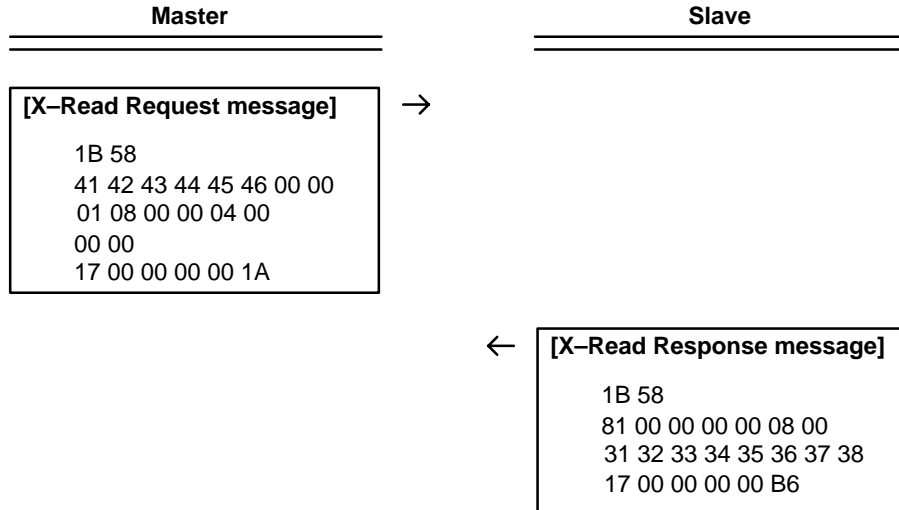 Master
Slave
[X–Read Request message] →
1B 58
41 42 43 44 45 46 00 00
01 08 00 00 04 00
00 00
17 00 00 00 00 1A
← [X–Read Response message]
1B 58
81 00 00 00 00 08 00
31 32 33 34 35 36 37 38
17 00 00 00 00 B6